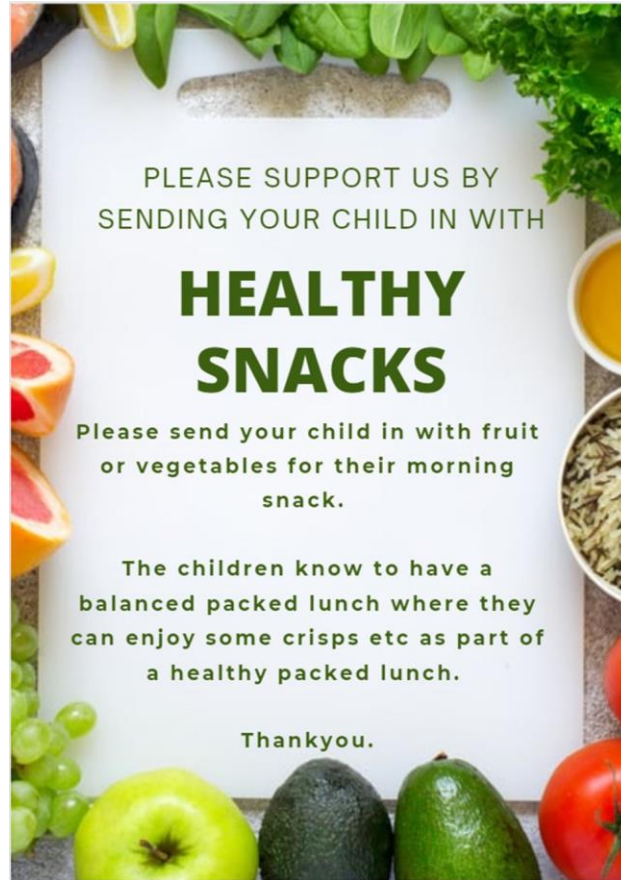 PLEASE SUPPORT US BY
SENDING YOUR CHILD IN WITH
HEALTHY
SNACKS
Please send your child in with fruit
or vegetables for their morning
snack.
The children know to have a
balanced packed lunch where they
can enjoy some crisps etc as part of
a healthy packed lunch.
Thankyou.